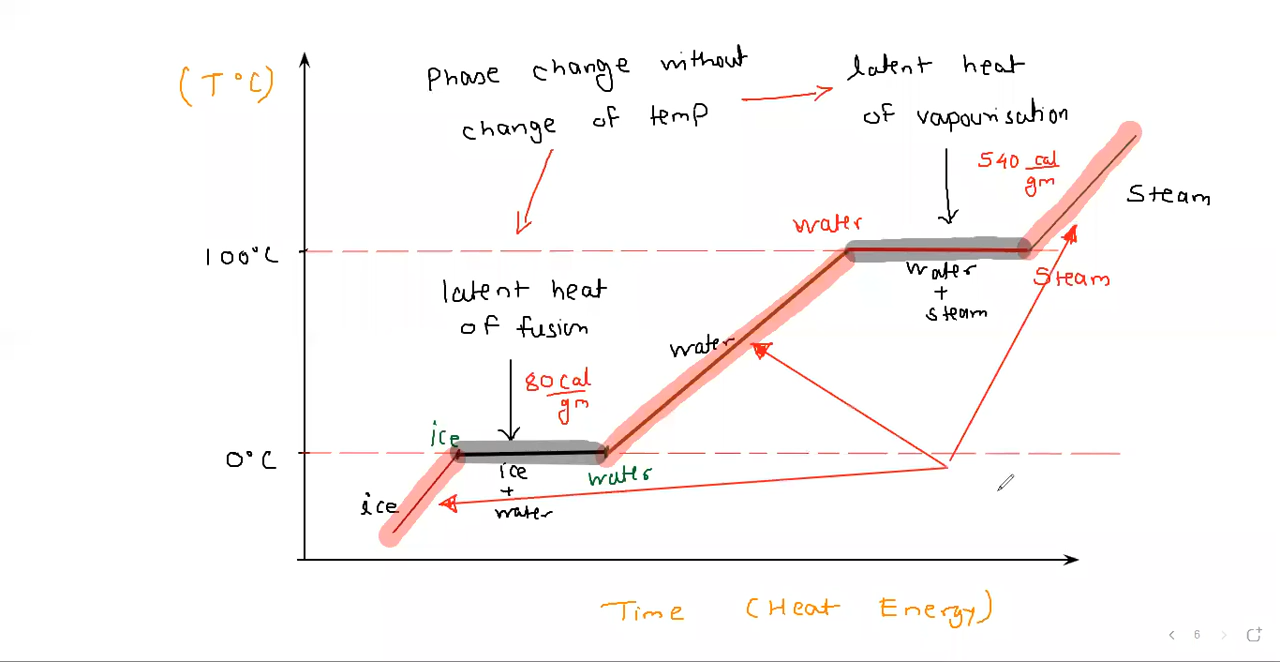 (T°C)
Phase change without
change of temp
latent heat
of vapourisation
540 cal
gm
Steam
water
100°C
water
+
steam
Steam
latent heat
of fusion
water
80 cal
gm
ice
0°C
ice
+
water
water
ice
Time (Heat Energy)
6